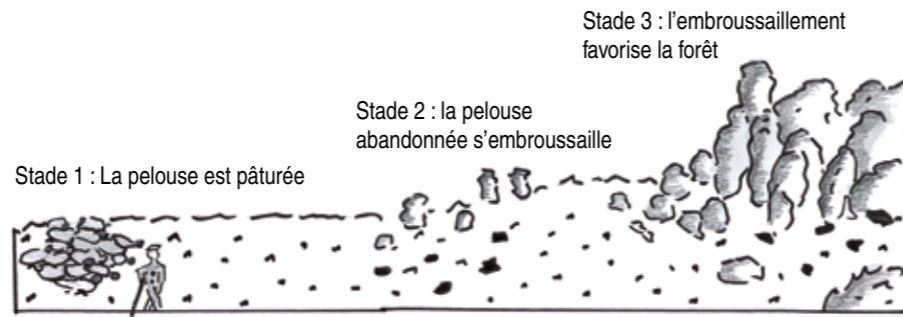 Stade 1 : La pelouse est pâturée
Stade 2 : la pelouse
abandonnée s’embroussaille
Stade 3 : l’embroussaillement
favorise la forêt